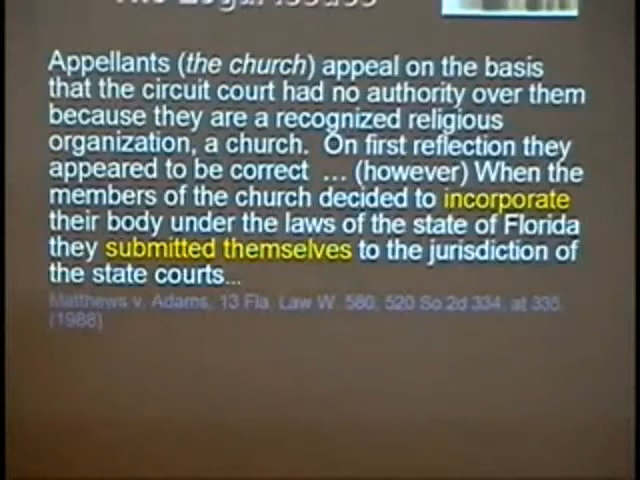 The Legal Issues
Appellants (the church) appeal on the basis
that the circuit court had no authority over them
because they are a recognized religious
organization, a church.  On first reflection they
appeared to be correct  ... (however) When the
members of the church decided to incorporate
their body under the laws of the state of Florida
they submitted themselves to the jurisdiction of
the state courts...
Matthews v. Adams, 13 Fla. Law W. 580, 520 So.2d 334, at 335.
(1988)